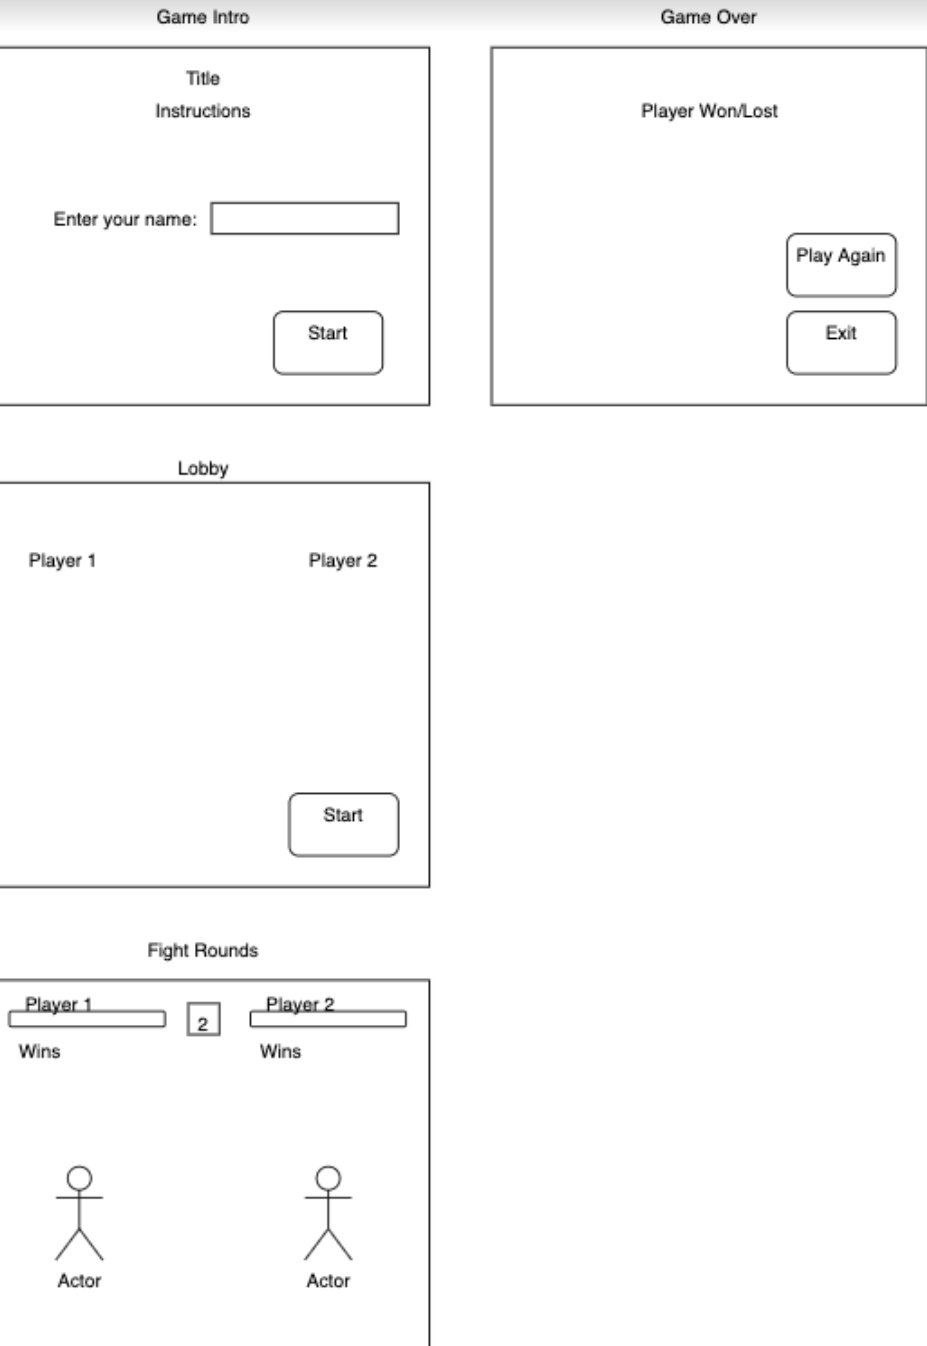 Game Intro
Title
Instructions
Enter your name:
Start
Game Over
Player Won/Lost
Play Again
Exit
Lobby
Player 1
Player 2
Start
Fight Rounds
Player 1
2
Player 2
Wins
Wins
Actor
Actor